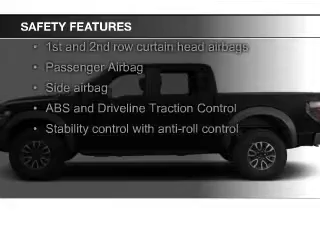 SAFETY FEATURES
• 1st and 2nd row curtain head airbags
• Passenger Airbag
• Side airbag
• ABS and Driveline Traction Control
• Stability control with anti-roll control